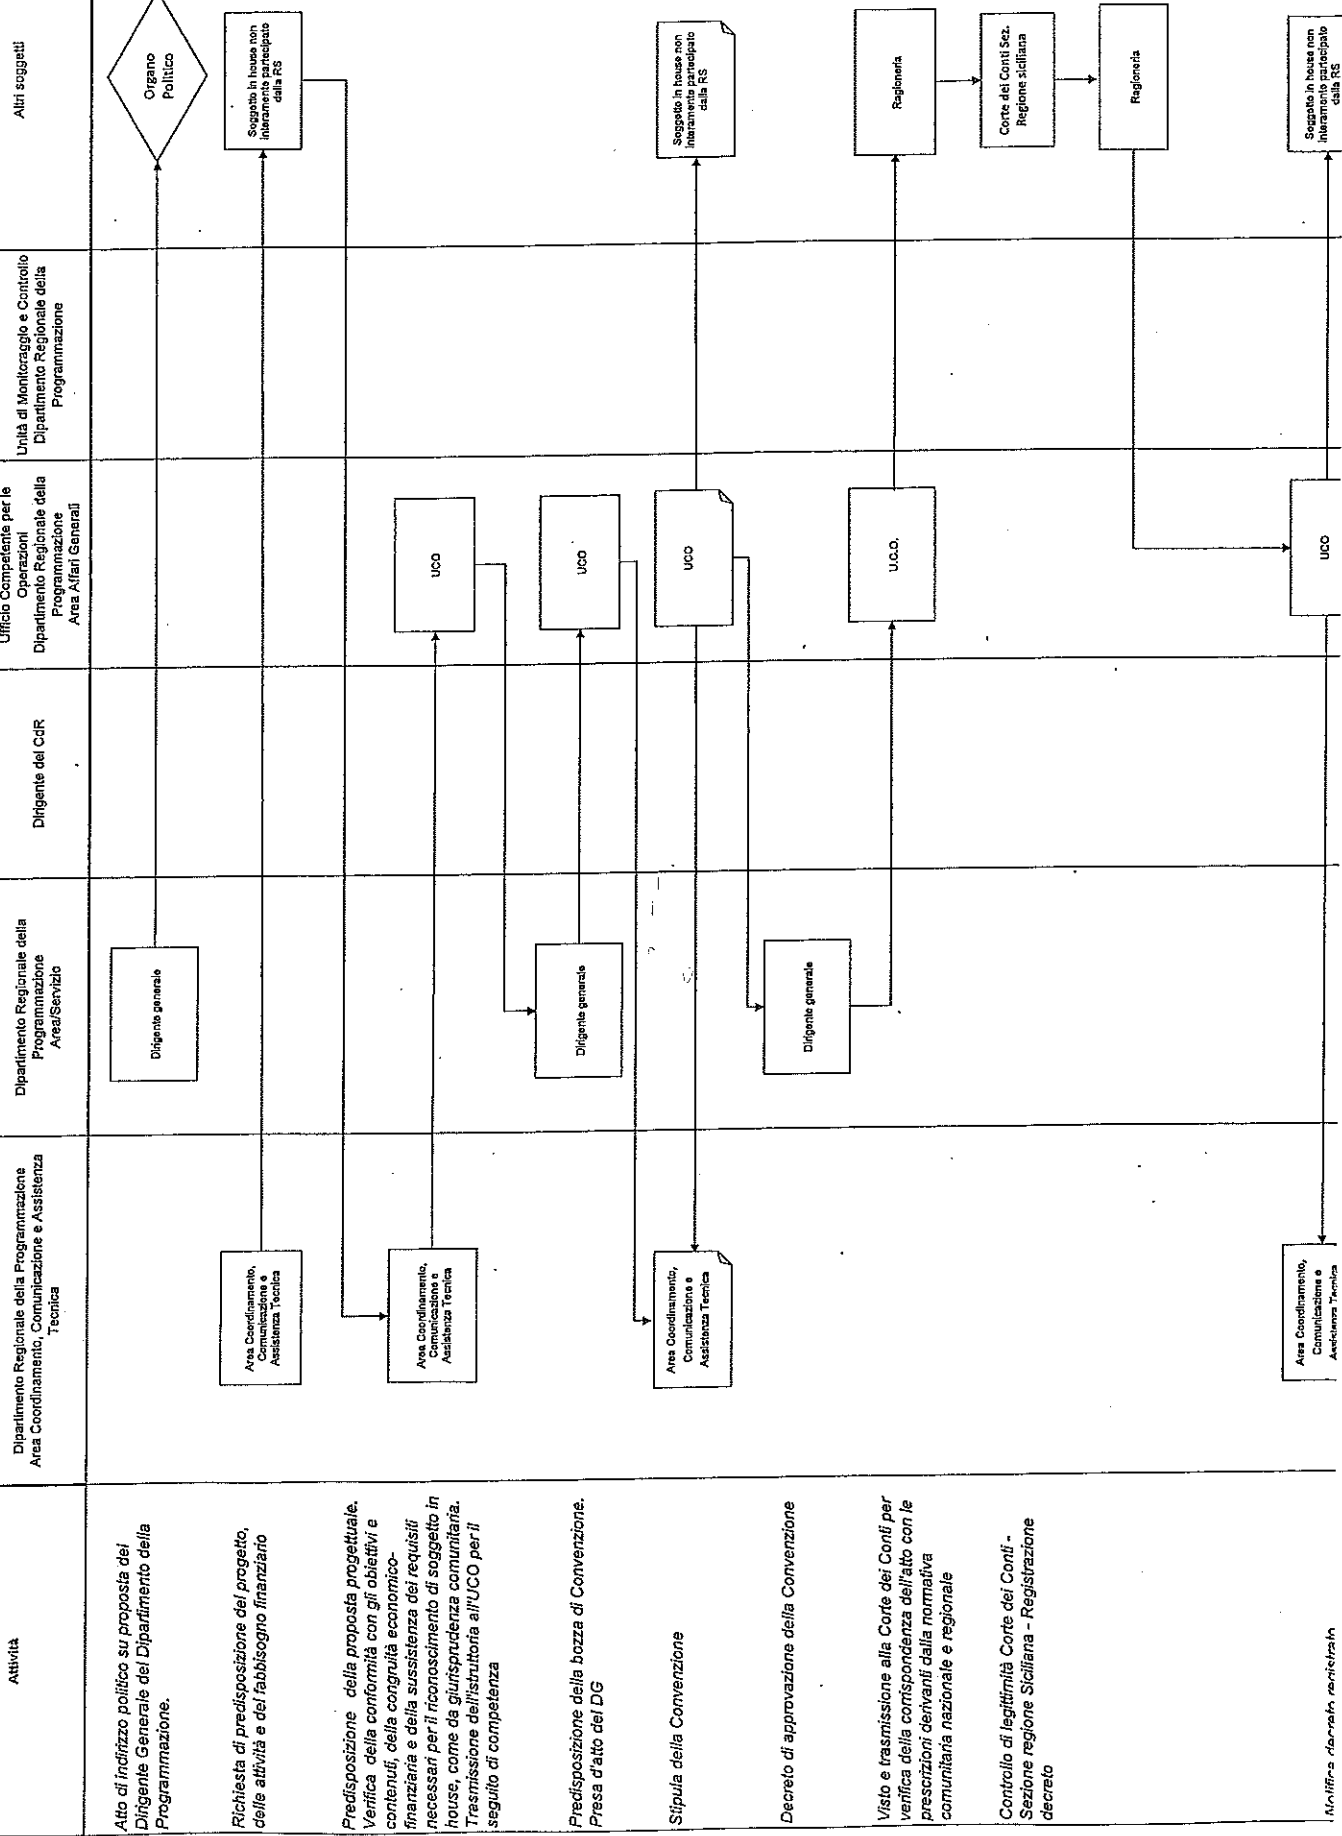 Attività
Dipartimento Regionale della Programmazione
Area Coordinamento, Comunicazione e Assistenza
Tecnica
Dipartimento Regionale della
Programmazione
Area/Servizio
Dirigente del CdR
Ufficio Competente per le
Operazioni
Dipartimento Regionale della
Programmazione
Area Affari Generali
Unità di Monitoraggio e Controllo
Dipartimento Regionale della
Programmazione
Altri soggetti
Atto di indirizzo politico su proposta del
Dirigente Generale del Dipartimento della
Programmazione.
Dirigente generale
Organo
Politico
Richiesta di predisposizione del progetto,
delle attività e del fabbisogno finanziario
Area Coordinamento,
Comunicazione e
Assistenza Tecnica
Soggetto in house non
interamente partecipato
dalla RS
Predisposizione della proposta progettuale.
Verifica della conformità con gli obiettivi e
contenuti, della congruità economico-
finanziaria e della sussistenza dei requisiti
necessari per il riconoscimento di soggetto in
house, come da giurisprudenza comunitaria.
Trasmissione dell'istruttoria all'UCO per il
seguito di competenza
Area Coordinamento,
Comunicazione e
Assistenza Tecnica
UCO
Predisposizione della bozza di Convenzione.
Presa d'atto del DG
Dirigente generale
UCO
Stipula della Convenzione
Area Coordinamento,
Comunicazione e
Assistenza Tecnica
UCO
Soggetto in house non
interamente partecipato
dalla RS
Decreto di approvazione della Convenzione
Dirigente generale
Visto e trasmissione alla Corte dei Conti per
verifica della corrispondenza dell'atto con le
prescrizioni derivanti dalla normativa
comunitaria nazionale e regionale
U.C.O.
Ragioneria
Controllo di legittimità Corte dei Conti -
Sezione regione Siciliana - Registrazione
decreto
Corte dei Conti Sez.
Regione siciliana
Ragioneria
Notifica decreto registrato
Area Coordinamento,
Comunicazione e
Assistenza Tecnica
UCO
Soggetto in house non
interamente partecipato
dalla RS